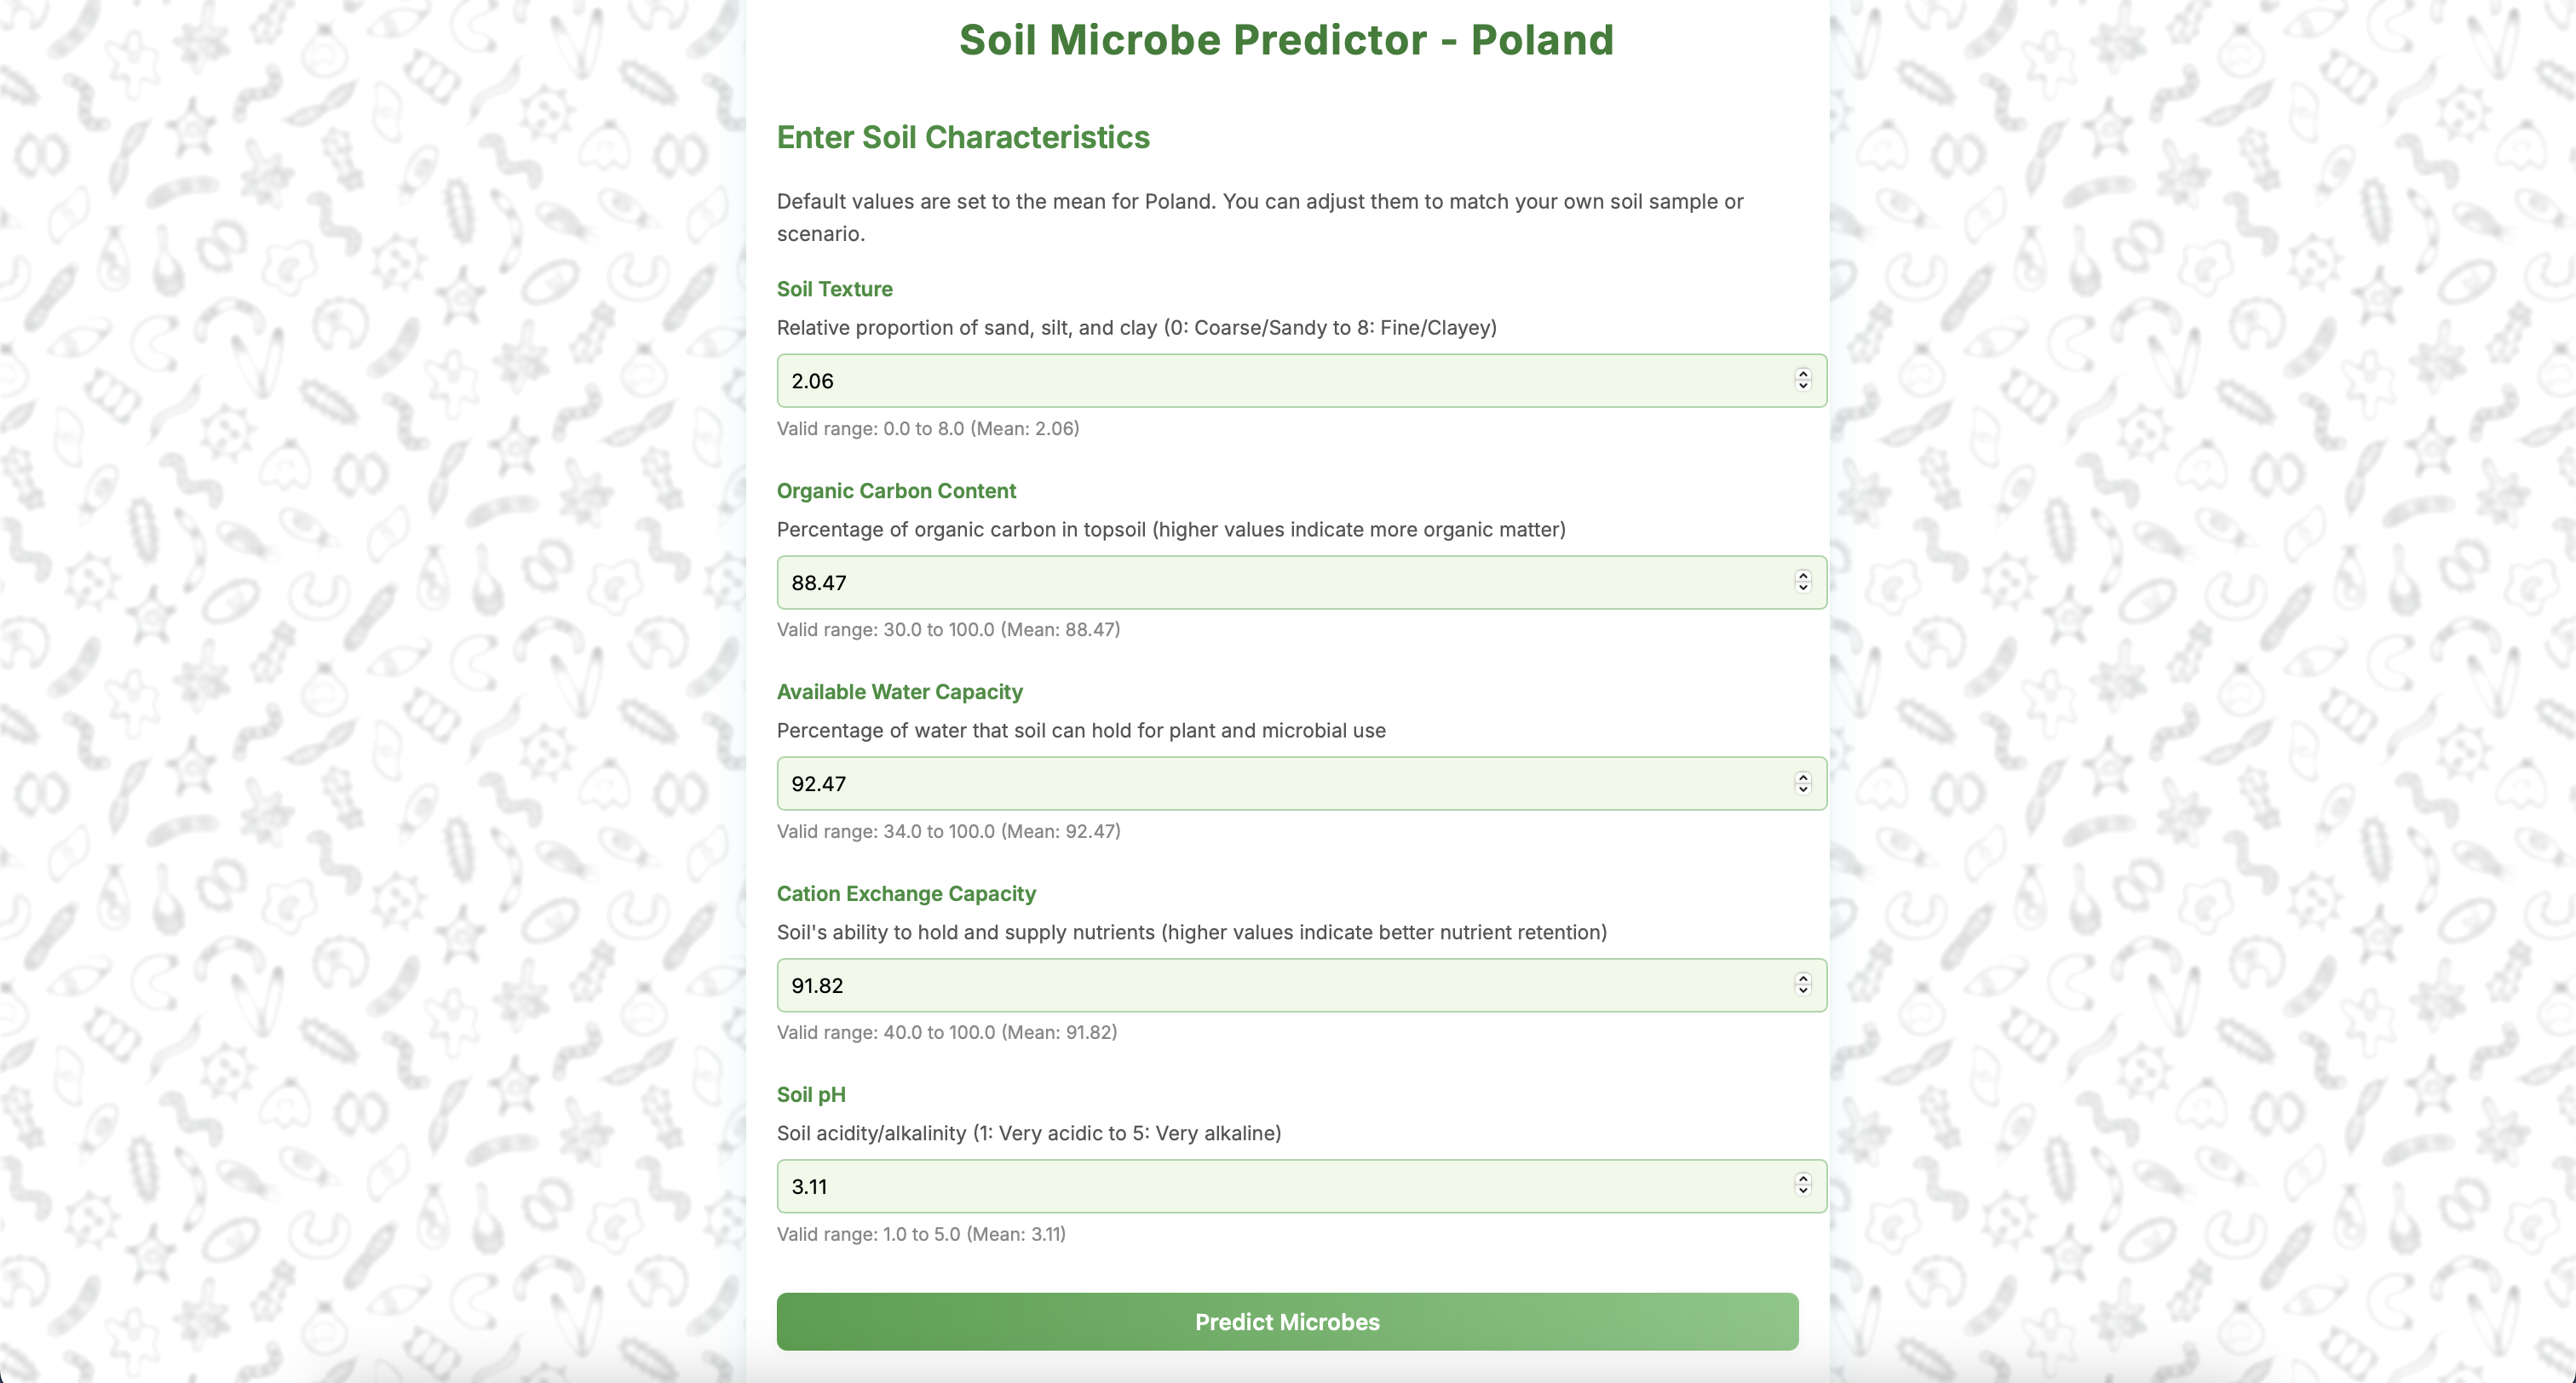 Soil Microbe Predictor - Poland
Enter Soil Characteristics
Default values are set to the mean for Poland. You can adjust them to match your own soil sample or
scenario.
Soil Texture
Relative proportion of sand, silt, and clay (0: Coarse/Sandy to 8: Fine/Clayey)
2.06
Valid range: 0.0 to 8.0 (Mean: 2.06)
Organic Carbon Content
Percentage of organic carbon in topsoil (higher values indicate more organic matter)
88.47
Valid range: 30.0 to 100.0 (Mean: 88.47)
Available Water Capacity
Percentage of water that soil can hold for plant and microbial use
92.47
Valid range: 34.0 to 100.0 (Mean: 92.47)
Cation Exchange Capacity
Soil's ability to hold and supply nutrients (higher values indicate better nutrient retention)
91.82
Valid range: 40.0 to 100.0 (Mean: 91.82)
Soil pH
Soil acidity/alkalinity (1: Very acidic to 5: Very alkaline)
3.11
Valid range: 1.0 to 5.0 (Mean: 3.11)
Predict Microbes